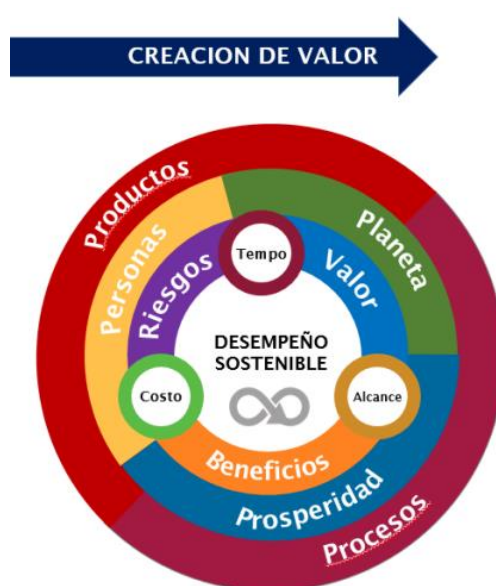 CREACION DE VALOR
Productos
Personas
Planeta
Riesgos
Tempo
Valor
DESEMPEÑO
SOSTENIBLE
Costo
Alcance
Beneficios
Prosperidad
Procesos